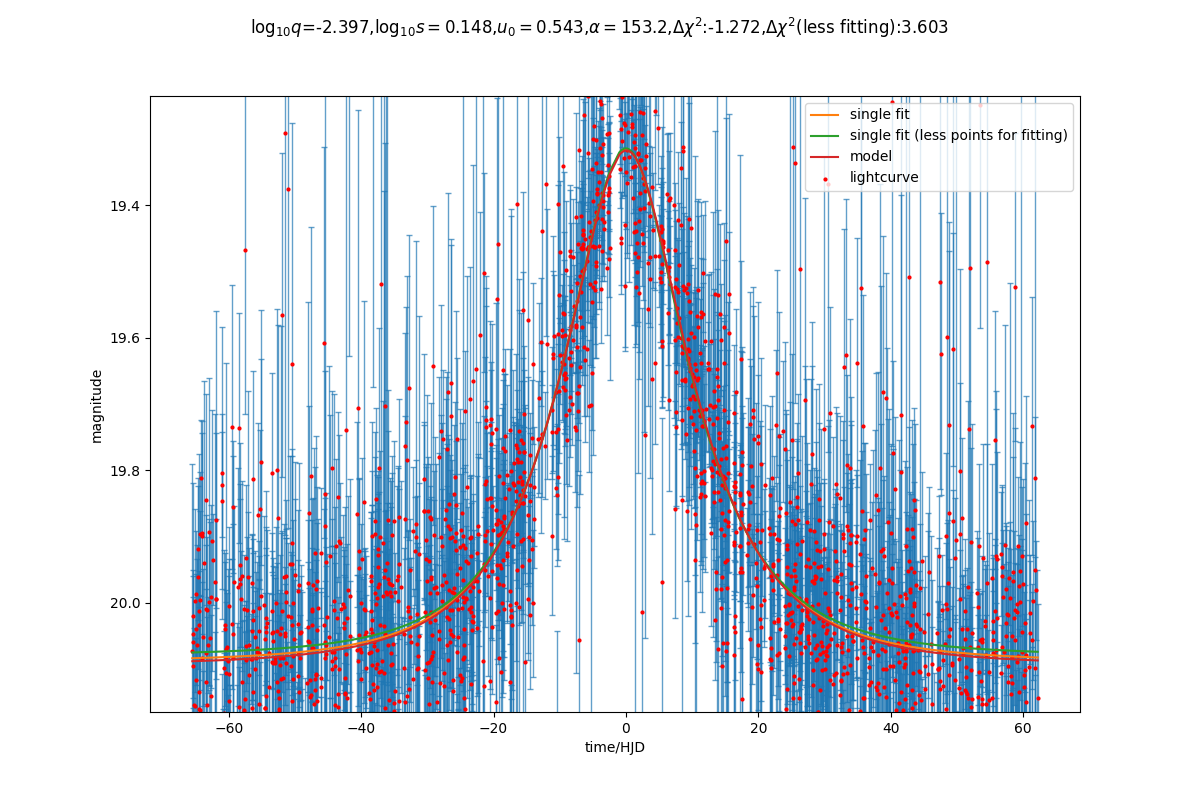 log₁₀q=-2.397,log₁₀s = 0.148,u₀ = 0.543,α = 153.2,Δχ²:-1.272,Δχ²(less fitting):3.603
single fit
single fit (less points for fitting)
model
lightcurve
magnitude
19.4
19.6
19.8
20.0
−60
−40
−20
0
20
40
60
time/HJD